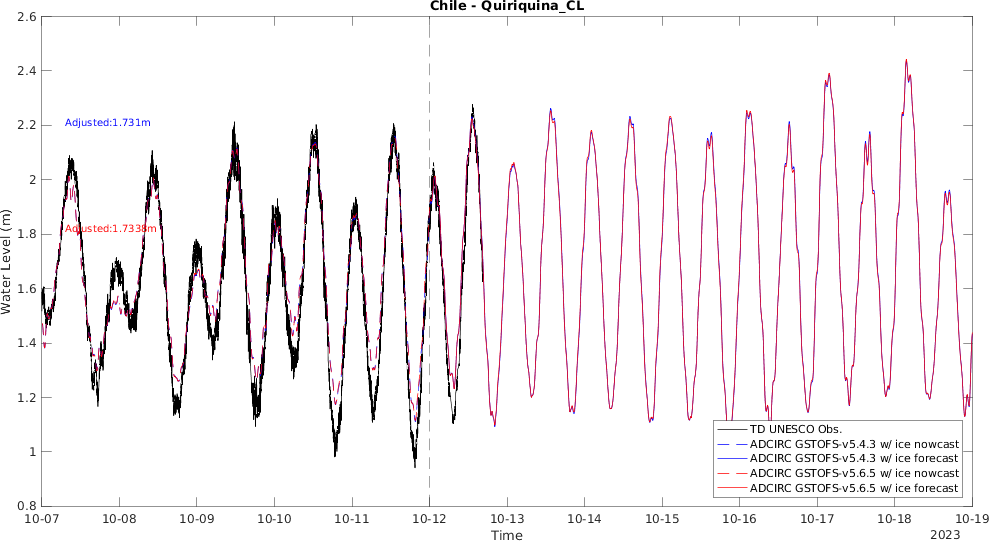 Chile - Quiriquina_CL
2.6
2.4
2.2
2
1.8
1.6
1.4
1.2
1
0.8
Water Level (m)
Adjusted:1.731m
Adjusted:1.7338m
TD UNESCO Obs.
ADCIRC GSTOFS-v5.4.3 w/ ice nowcast
ADCIRC GSTOFS-v5.4.3 w/ ice forecast
ADCIRC GSTOFS-v5.6.5 w/ ice nowcast
ADCIRC GSTOFS-v5.6.5 w/ ice forecast
10-07 10-08 10-09 10-10 10-11 10-12 10-13 10-14 10-15 10-16 10-17 10-18 10-19
Time
2023